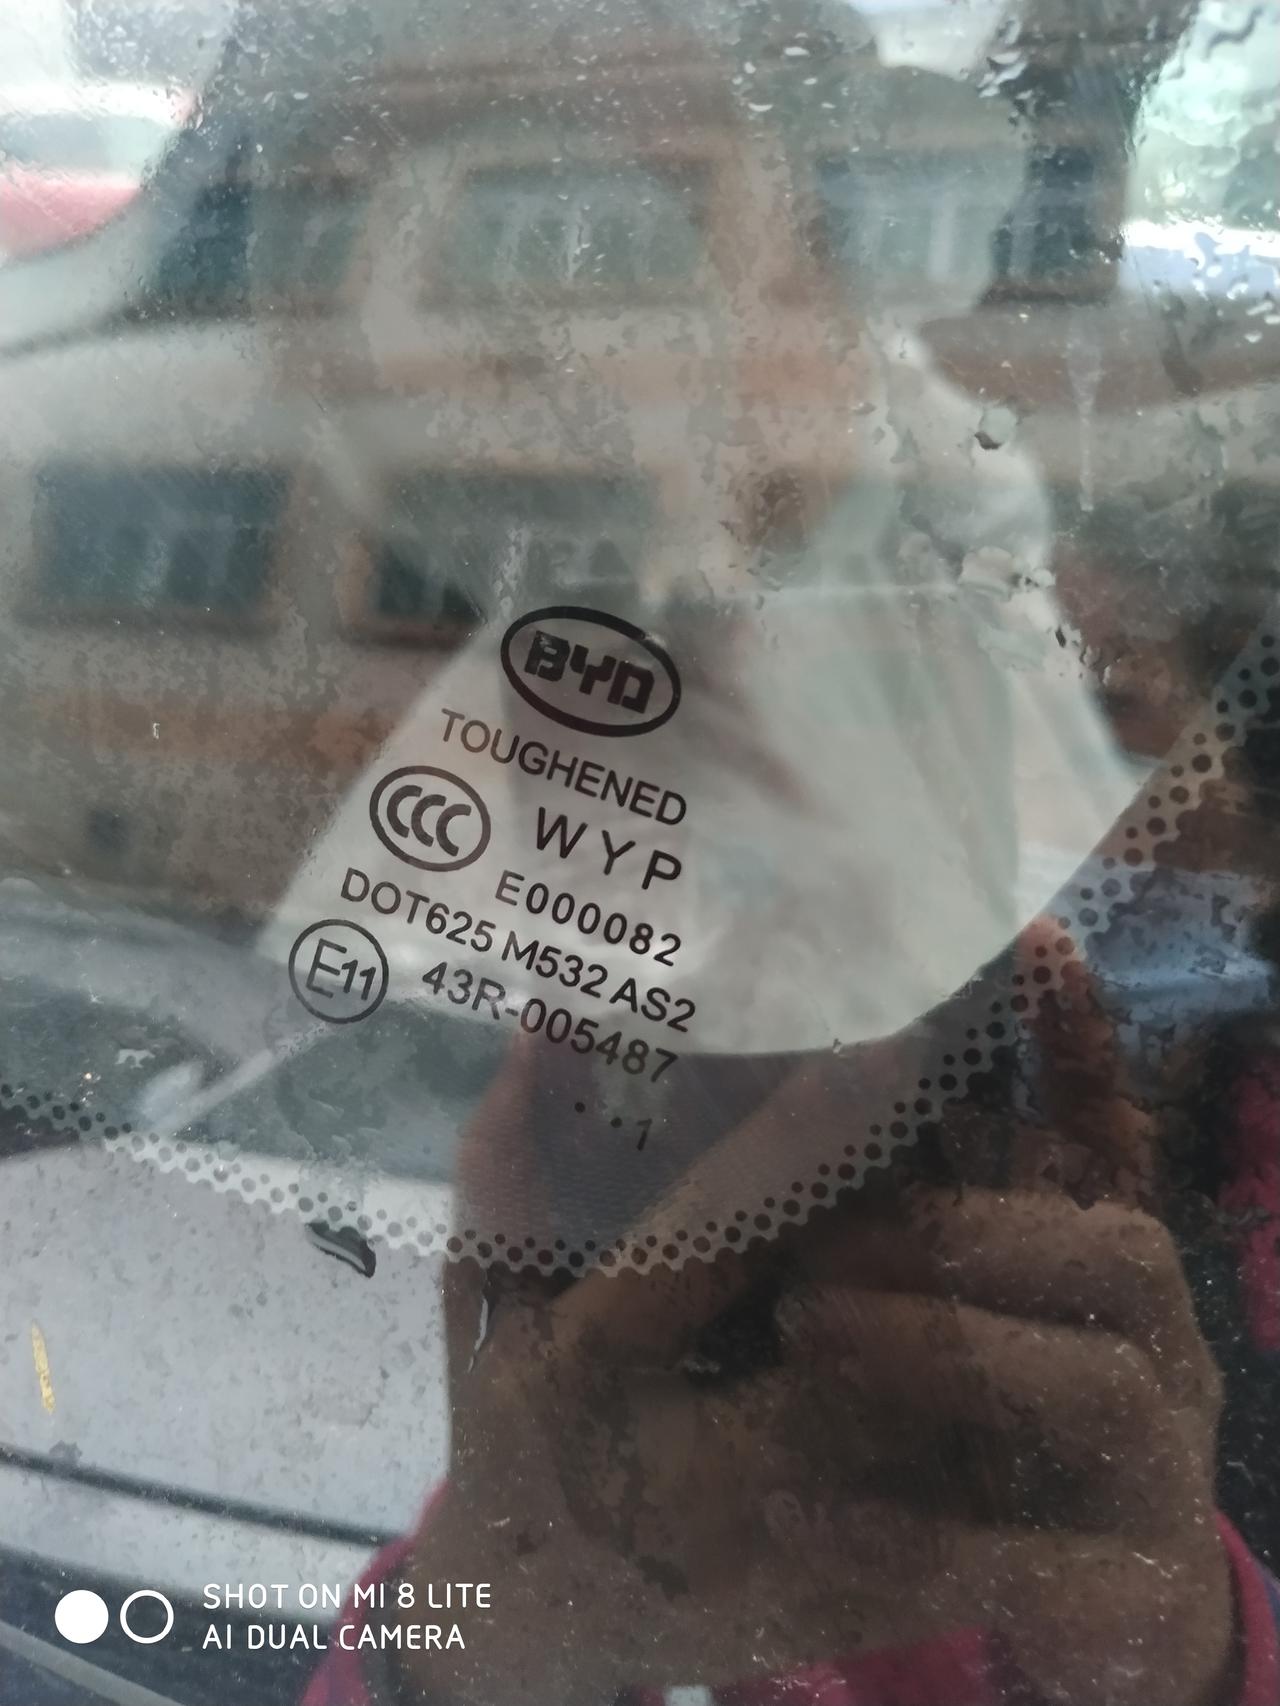 BYD
TOUGHENED
CCC WYP
E000082
DOT625 M532 AS2
E11 43R-005487
. . 1
SHOT ON MI 8 LITE
AI DUAL CAMERA